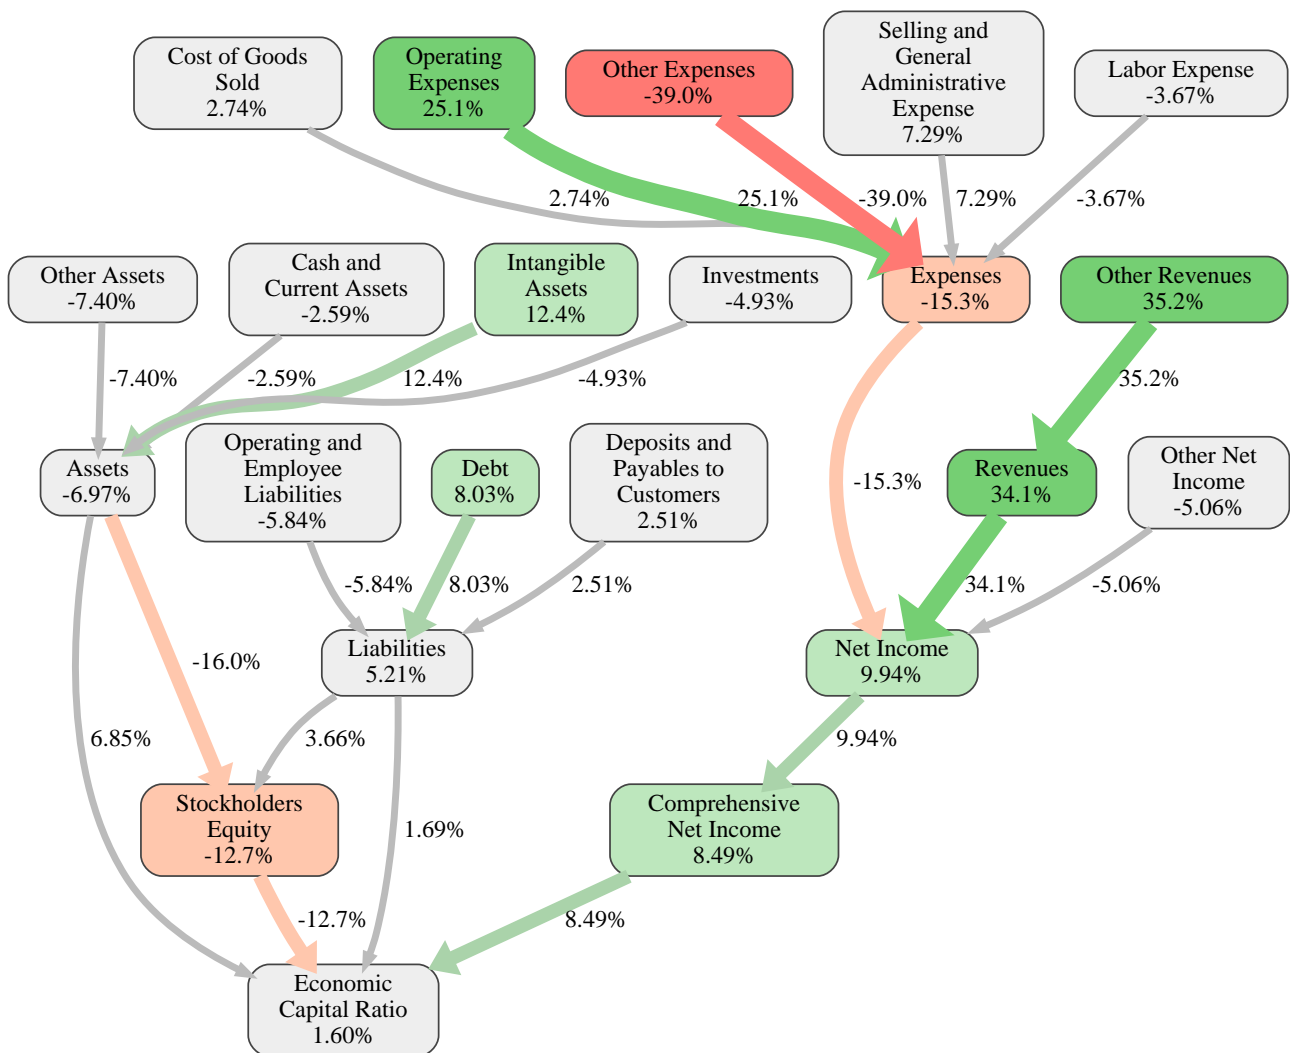 Cost of Goods
Sold
2.74%
Operating
Expenses
25.1%
Other Expenses
-39.0%
Selling and
General
Administrative
Expense
7.29%
Labor Expense
-3.67%
2.74%
25.1%
-39.0%
7.29%
-3.67%
Other Assets
-7.40%
Cash and
Current Assets
-2.59%
Intangible
Assets
12.4%
Investments
-4.93%
Expenses
-15.3%
Other Revenues
35.2%
-7.40%
-2.59%
12.4%
-4.93%
35.2%
Assets
-6.97%
Operating and
Employee
Liabilities
-5.84%
Debt
8.03%
Deposits and
Payables to
Customers
2.51%
-15.3%
Revenues
34.1%
Other Net
Income
-5.06%
-5.84%
8.03%
2.51%
34.1%
-5.06%
Liabilities
5.21%
Net Income
9.94%
-16.0%
6.85%
3.66%
9.94%
Stockholders
Equity
-12.7%
1.69%
Comprehensive
Net Income
8.49%
-12.7%
8.49%
Economic
Capital Ratio
1.60%